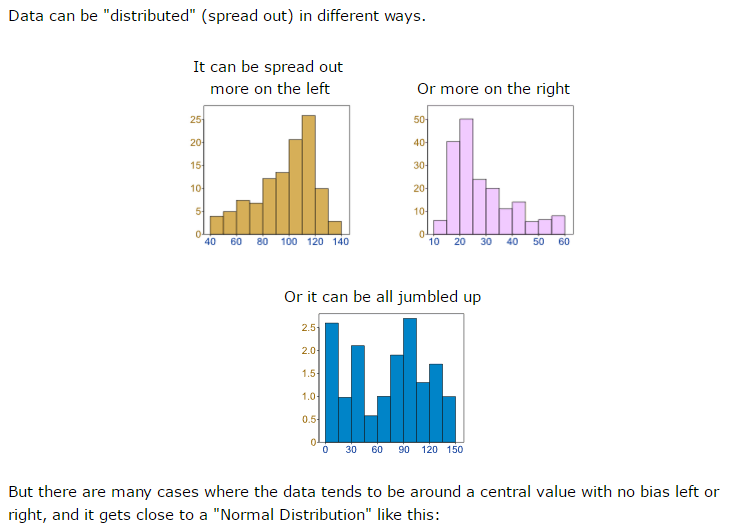 Data can be "distributed" (spread out) in different ways.
It can be spread out
more on the left
Or more on the right
25
20
15
10
5
0
40 60 80 100 120 140
50
40
30
20
10
0
10 20 30 40 50 60
Or it can be all jumbled up
2.5
2.0
1.5
1.0
0.5
0
0 30 60 90 120 150
But there are many cases where the data tends to be around a central value with no bias left or
right, and it gets close to a "Normal Distribution" like this: